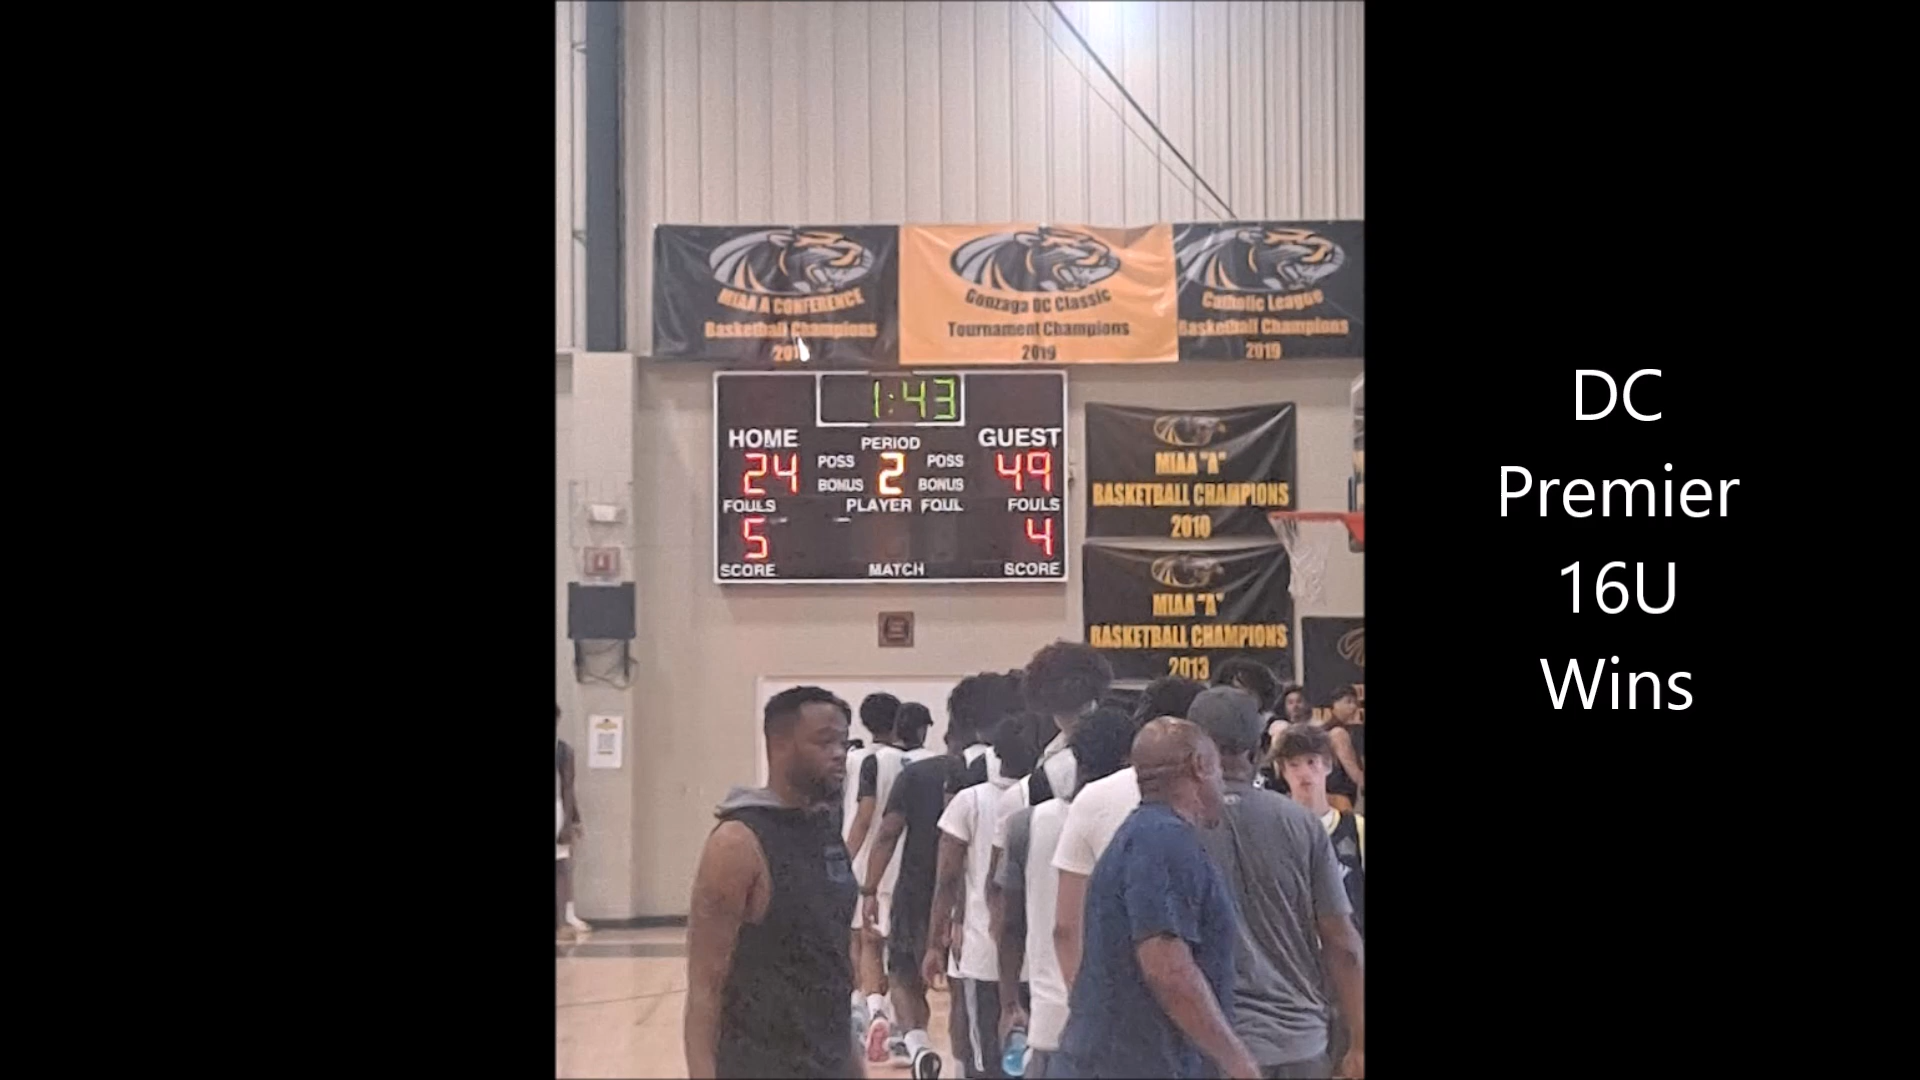 MIAA A CONFERENCE
Basketball Champions
Gonzaga DC Classic
Tournament Champions
2019
Catholic League
Basketball Champions
2019
1:43
HOME
PERIOD
GUEST
24
POSS
2
POSS
49
BONUS
BONUS
FOULS
PLAYER FOUL
FOULS
5
4
SCORE
MATCH
SCORE
MIAA "A"
BASKETBALL CHAMPIONS
2010
MIAA "A"
BASKETBALL CHAMPIONS
2013
DC
Premier
16U
Wins